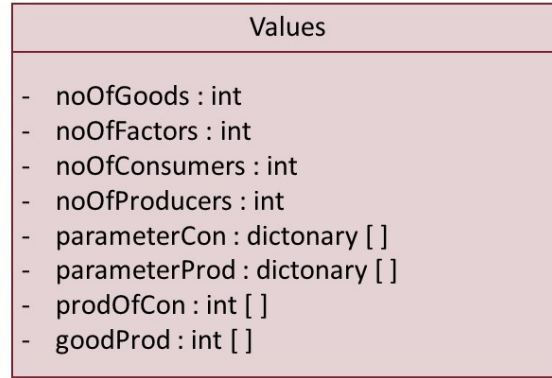 Values
- noOfGoods : int
- noOfFactors : int
- noOfConsumers : int
- noOfProducers : int
- parameterCon : dictonary [ ]
- parameterProd : dictonary [ ]
- prodOfCon : int [ ]
- goodProd : int [ ]